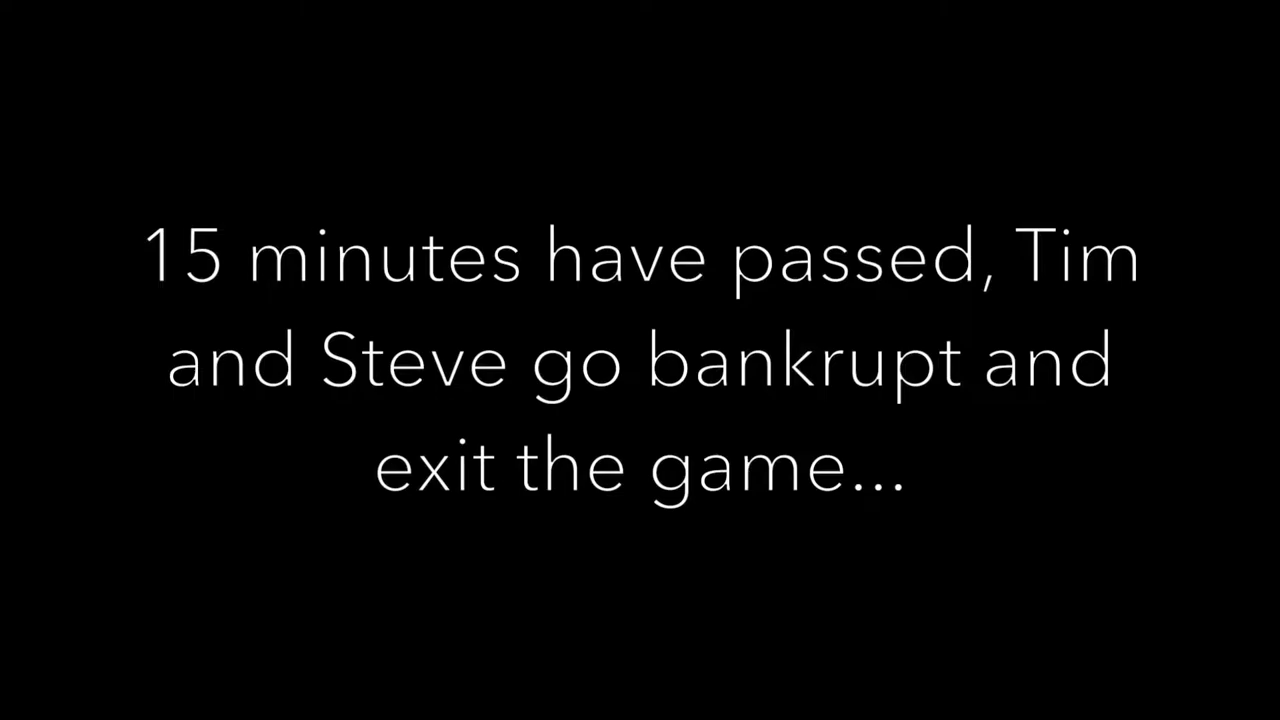 15 minutes have passed, Tim
and Steve go bankrupt and
exit the game...